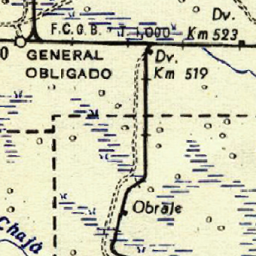 Dv.
F.C.G.B. T.1,000 Km 523
GENERAL
OBLIGADO
Dv.
Km 519
Obraje
Chajá